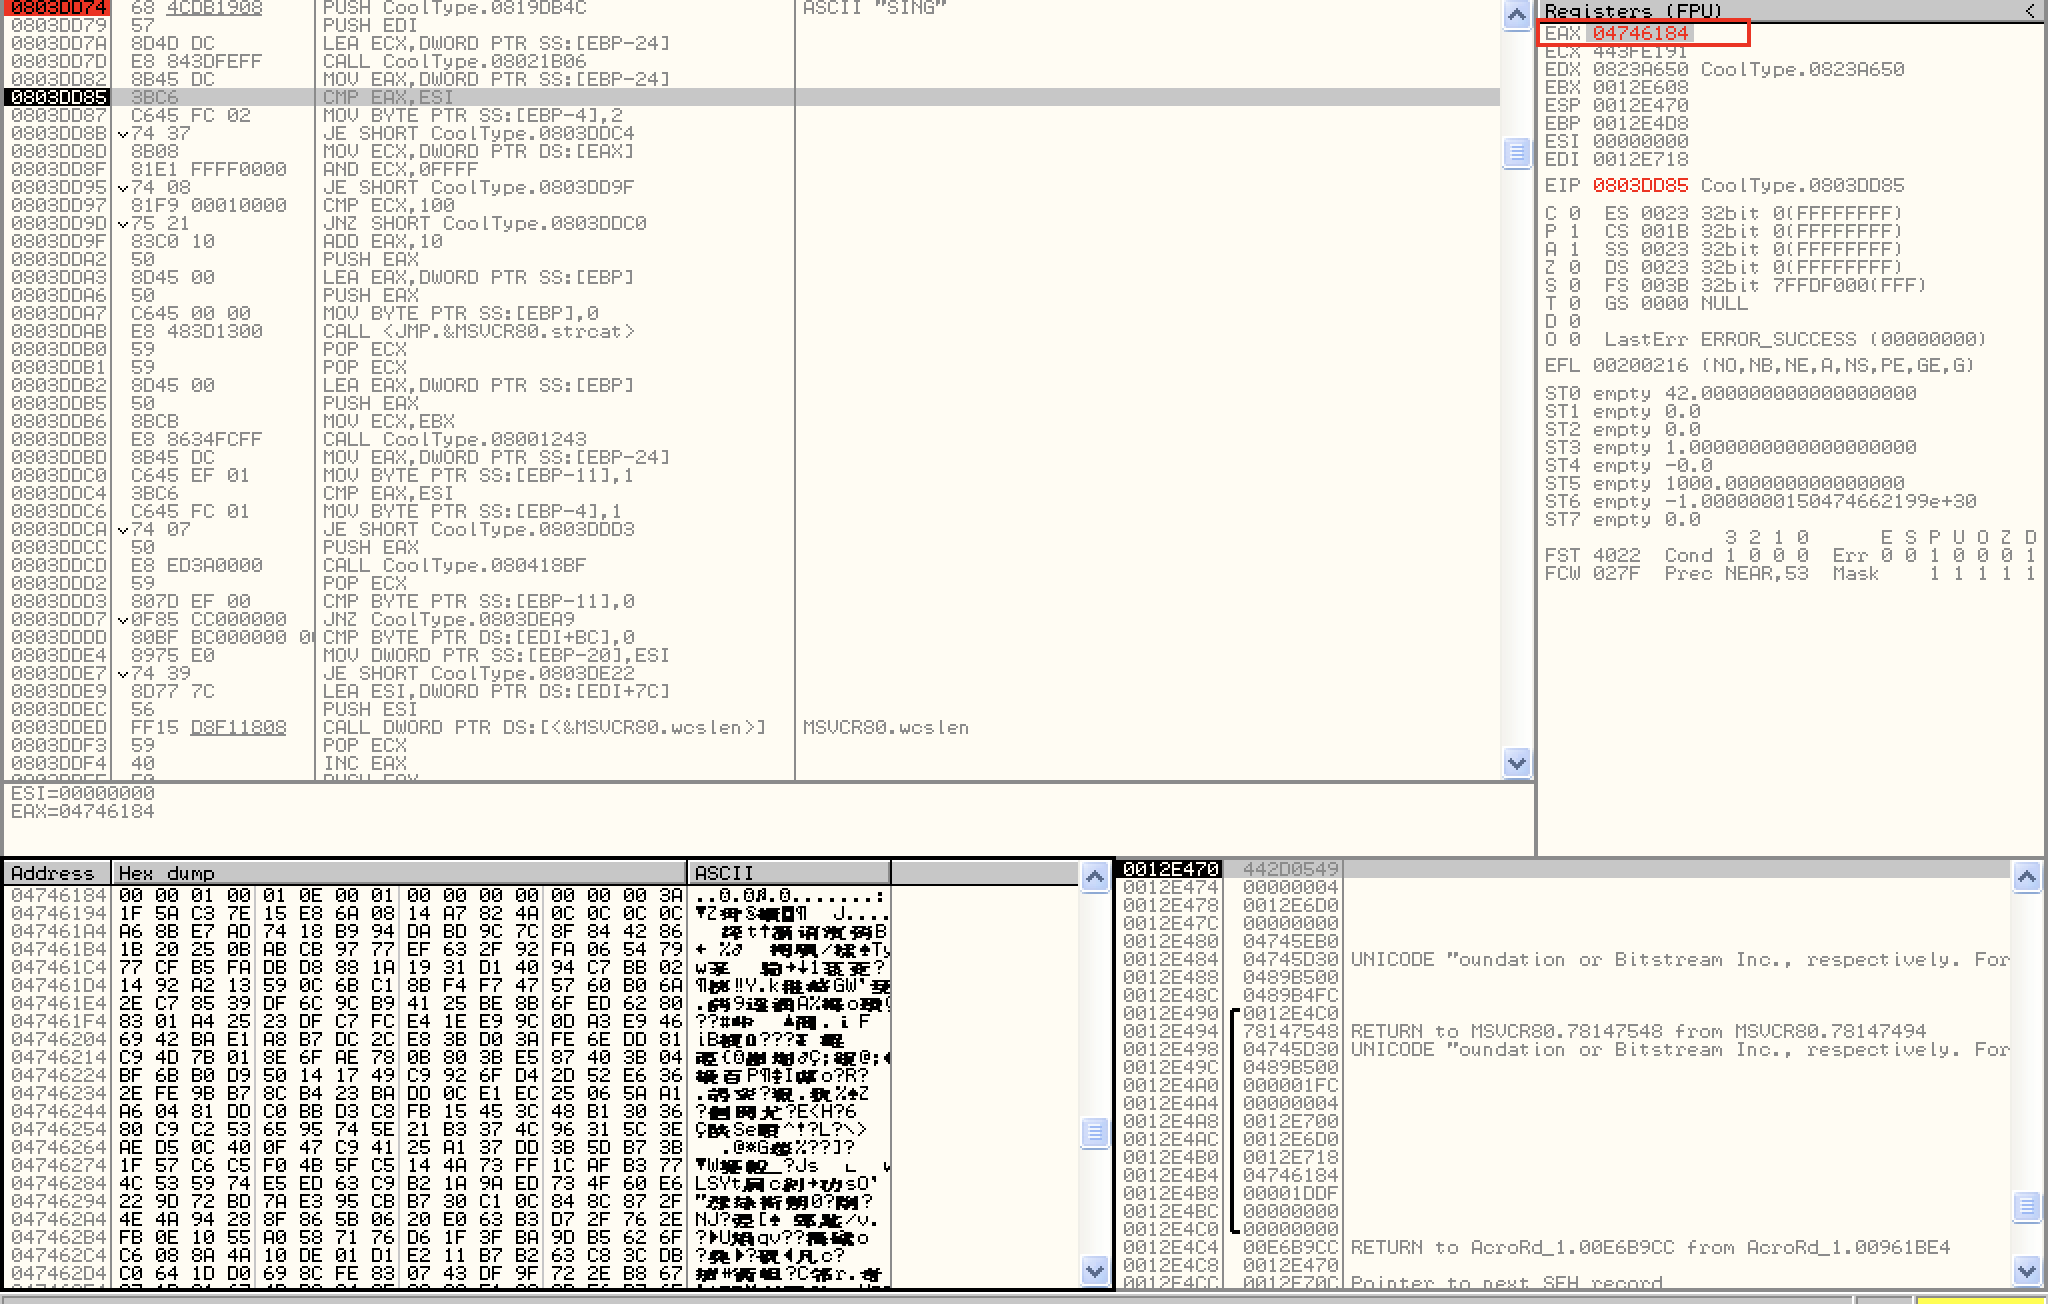 0803DD74 68 4CDB1908 PUSH CoolType.0819DB4C ASCII "SING"
0803DD79 57 PUSH EDI
0803DD7A 8D4D DC LEA ECX,DWORD PTR SS:[EBP-24]
0803DD7D E8 843DFEFF CALL CoolType.08021B06
0803DD82 8B45 DC MOV EAX,DWORD PTR SS:[EBP-24]
0803DD85 3BC6 CMP EAX,ESI
0803DD87 C645 FC 02 MOV BYTE PTR SS:[EBP-4],2
0803DD8B 74 37 JE SHORT CoolType.0803DDC4
0803DD8D 8B08 MOV ECX,DWORD PTR DS:[EAX]
0803DD8F 81E1 FFFF0000 AND ECX,0FFFF
0803DD95 74 08 JE SHORT CoolType.0803DD9F
0803DD97 81F9 00010000 CMP ECX,100
0803DD9D 75 21 JNZ SHORT CoolType.0803DDC0
0803DD9F 83C0 10 ADD EAX,10
0803DDA2 50 PUSH EAX
0803DDA3 8D45 00 LEA EAX,DWORD PTR SS:[EBP]
0803DDA6 50 PUSH EAX
0803DDA7 C645 00 00 MOV BYTE PTR SS:[EBP],0
0803DDAB E8 483D1300 CALL <JMP.&MSVCR80.strcat>
0803DDB0 59 POP ECX
0803DDB1 59 POP ECX
0803DDB2 8D45 00 LEA EAX,DWORD PTR SS:[EBP]
0803DDB5 50 PUSH EAX
0803DDB6 8BCB MOV ECX,EBX
0803DDB8 E8 8634FCFF CALL CoolType.08001243
0803DDBD 8B45 DC MOV EAX,DWORD PTR SS:[EBP-24]
0803DDC0 C645 EF 01 MOV BYTE PTR SS:[EBP-11],1
0803DDC4 3BC6 CMP EAX,ESI
0803DDC6 C645 FC 01 MOV BYTE PTR SS:[EBP-4],1
0803DDCA 74 07 JE SHORT CoolType.0803DDD3
0803DDCC 50 PUSH EAX
0803DDCD E8 ED3A0000 CALL CoolType.080418BF
0803DDD2 59 POP ECX
0803DDD3 807D EF 00 CMP BYTE PTR SS:[EBP-11],0
0803DDD7 0F85 CC000000 JNZ CoolType.0803DEA9
0803DDDD 80BF BC000000 CMP BYTE PTR DS:[EDI+BC],0
0803DDE4 8975 E0 MOV DWORD PTR SS:[EBP-20],ESI
0803DDE7 74 39 JE SHORT CoolType.0803DE22
0803DDE9 8D77 7C LEA ESI,DWORD PTR DS:[EDI+7C]
0803DDEC 56 PUSH ESI
0803DDED FF15 D8F11808 CALL DWORD PTR DS:[<&MSVCR80.wcslen>] MSVCR80.wcslen
0803DDF3 59 POP ECX
0803DDF4 40 INC EAX
ESI=00000000
EAX=04746184
Registers (FPU) <
EAX 04746184
ECX 443FE191
EDX 0823A650 CoolType.0823A650
EBX 0012E608
ESP 0012E470
EBP 0012E4D8
ESI 00000000
EDI 0012E718
EIP 0803DD85 CoolType.0803DD85
C 0 ES 0023 32bit 0(FFFFFFFF)
P 1 CS 001B 32bit 0(FFFFFFFF)
A 1 SS 0023 32bit 0(FFFFFFFF)
Z 0 DS 0023 32bit 0(FFFFFFFF)
S 0 FS 003B 32bit 7FFDF000(FFF)
T 0 GS 0000 NULL
D 0
O 0 LastErr ERROR_SUCCESS (00000000)
EFL 00200216 (NO,NB,NE,A,NS,PE,GE,G)
ST0 empty 42.000000000000000000
ST1 empty 0.0
ST2 empty 0.0
ST3 empty 1.0000000000000000000
ST4 empty -0.0
ST5 empty 1000.0000000000000000
ST6 empty -1.0000000150474662199e+30
ST7 empty 0.0
3 2 1 0 E S P U O Z D I
FST 4022 Cond 1 0 0 0 Err 0 0 1 0 0 0 1
FCW 027F Prec NEAR,53 Mask 1 1 1 1 1
Address Hex dump ASCII
04746184 00 00 01 00 01 0E 00 01 00 00 00 00 00 00 00 3A
04746194 1F 5A C3 7E 15 E8 6A 08 14 A7 82 4A 0C 0C 0C 0C
047461A4 A6 8B E7 AD 74 18 B9 94 DA BD 9C 7C 8F 84 42 86
047461B4 1B 20 25 0B AB CB 97 77 EF 63 2F 92 FA 06 54 79
047461C4 77 CF B5 FA DB D8 88 1A 19 31 D1 40 94 C7 BB 02
047461D4 14 92 A2 13 59 0C 6B C1 8B F4 F7 47 57 60 B0 6A
047461E4 2E C7 85 39 DF 6C 9C B9 41 25 BE 8B 6F ED 62 80
047461F4 83 01 A4 25 23 DF C7 FC E4 1E E9 9C 0D A3 E9 46
04746204 69 42 BA E1 A8 B7 DC 2C E8 3B D0 3A FE 6E DD 81
04746214 C9 4D 7B 01 8E 6F AE 78 0B 80 3B E5 87 40 3B 04
04746224 BF 6B B0 D9 50 14 17 49 C9 92 6F D4 2D 52 E6 36
04746234 2E FE 9B B7 8C B4 23 BA DD 0C E1 EC 25 06 5A A1
04746244 A6 04 81 DD C0 BB D3 C8 FB 15 45 3C 48 B1 30 36
04746254 80 C9 C2 53 65 95 74 5E 21 B3 37 4C 96 31 5C 3E
04746264 AE D5 0C 40 0F 47 C9 41 25 A1 37 DD 3B 5D B7 3B
04746274 1F 57 C6 C5 F0 4B 5F C5 14 4A 73 FF 1C AF B3 77
04746284 4C 53 59 74 E5 ED 63 C9 B2 1A 9A ED 73 4F 60 E6
04746294 22 9D 72 BD 7A E3 95 CB B7 30 C1 0C 84 8C 87 2F
047462A4 4E 4A 94 28 8F 86 5B 06 20 E0 63 B3 D7 2F 76 2E
047462B4 FB 0E 10 55 A0 58 71 76 D6 1F 3F BA 9D B5 62 6F
047462C4 C6 08 8A 4A 10 DE 01 D1 E2 11 B7 B2 63 C8 3C DB
047462D4 C0 64 1D D0 69 8C FE 83 07 43 DF 9F 72 2E B8 67
0012E470 442D0549
0012E474 00000004
0012E478 0012E6D0
0012E47C 00000000
0012E480 04745EB0
0012E484 04745D30 UNICODE "oundation or Bitstream Inc., respectively. For
0012E488 0489B500
0012E48C 0489B4FC
0012E490 0012E4C0
0012E494 78147548 RETURN to MSVCR80.78147548 from MSVCR80.78147494
0012E498 04745D30 UNICODE "oundation or Bitstream Inc., respectively. For
0012E49C 0489B500
0012E4A0 000001FC
0012E4A4 00000004
0012E4A8 0012E700
0012E4AC 0012E6D0
0012E4B0 0012E718
0012E4B4 04746184
0012E4B8 00001DDF
0012E4BC 00000000
0012E4C0 00000000
0012E4C4 00E6B9CC RETURN to AcroRd_1.00E6B9CC from AcroRd_1.00961BE4
0012E4C8 0012E470
0012E4CC 0012E70C Pointer to next SEH record